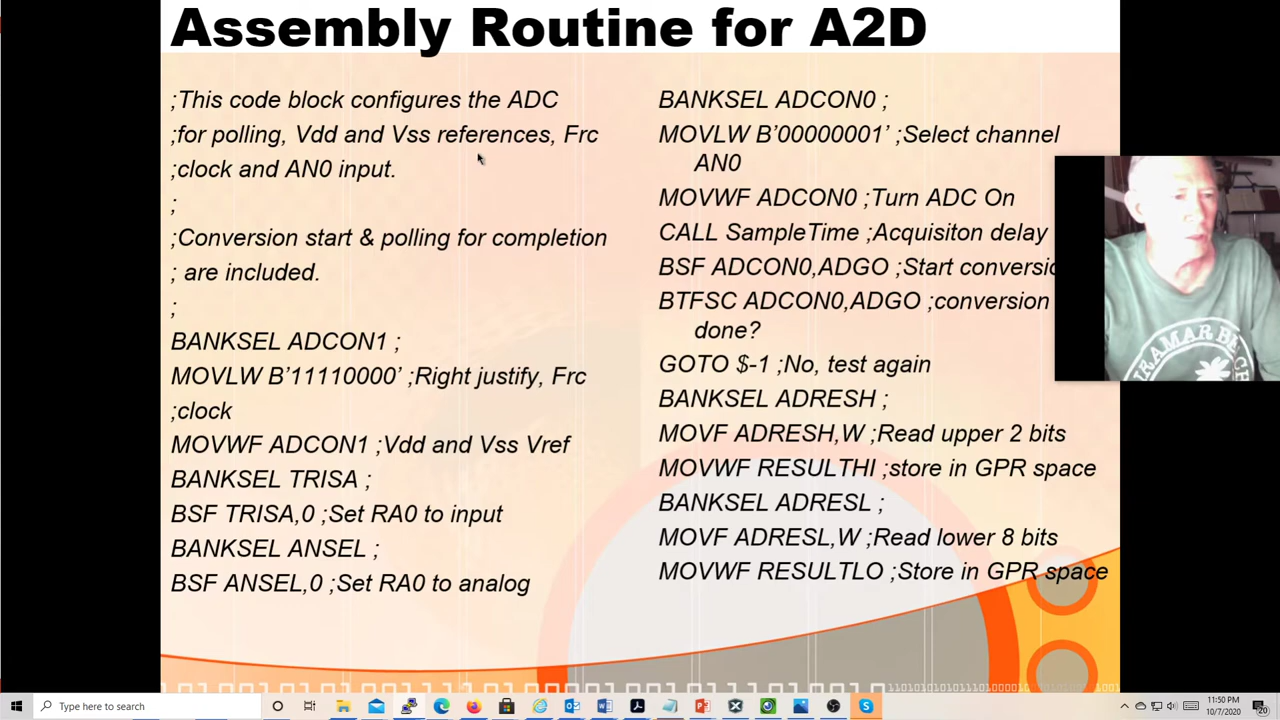 Assembly Routine for A2D
;This code block configures the ADC
;for polling, Vdd and Vss references, Frc
;clock and AN0 input.
;
;Conversion start & polling for completion
; are included.
;
BANKSEL ADCON1 ;
MOVLW B’11110000’ ;Right justify, Frc
;clock
MOVWF ADCON1 ;Vdd and Vss Vref
BANKSEL TRISA ;
BSF TRISA,0 ;Set RA0 to input
BANKSEL ANSEL ;
BSF ANSEL,0 ;Set RA0 to analog
BANKSEL ADCON0 ;
MOVLW B’00000001’ ;Select channel
AN0
MOVWF ADCON0 ;Turn ADC On
CALL SampleTime ;Acquisiton delay
BSF ADCON0,ADGO ;Start conversio
BTFSC ADCON0,ADGO ;conversion
done?
GOTO $-1 ;No, test again
BANKSEL ADRESH ;
MOVF ADRESH,W ;Read upper 2 bits
MOVWF RESULTHI ;store in GPR space
BANKSEL ADRESL ;
MOVF ADRESL,W ;Read lower 8 bits
MOVWF RESULTLO ;Store in GPR space
Type here to search
11:50 PM
10/7/2020
20